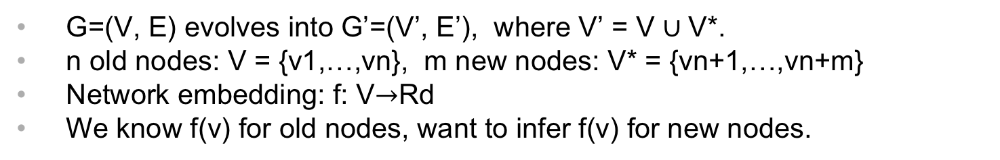 • G=(V, E) evolves into G’=(V’, E’),  where V’ = V ∪ V*.
• n old nodes: V = {v1,…,vn},  m new nodes: V* = {vn+1,…,vn+m}
• Network embedding: f: V→Rd
• We know f(v) for old nodes, want to infer f(v) for new nodes.